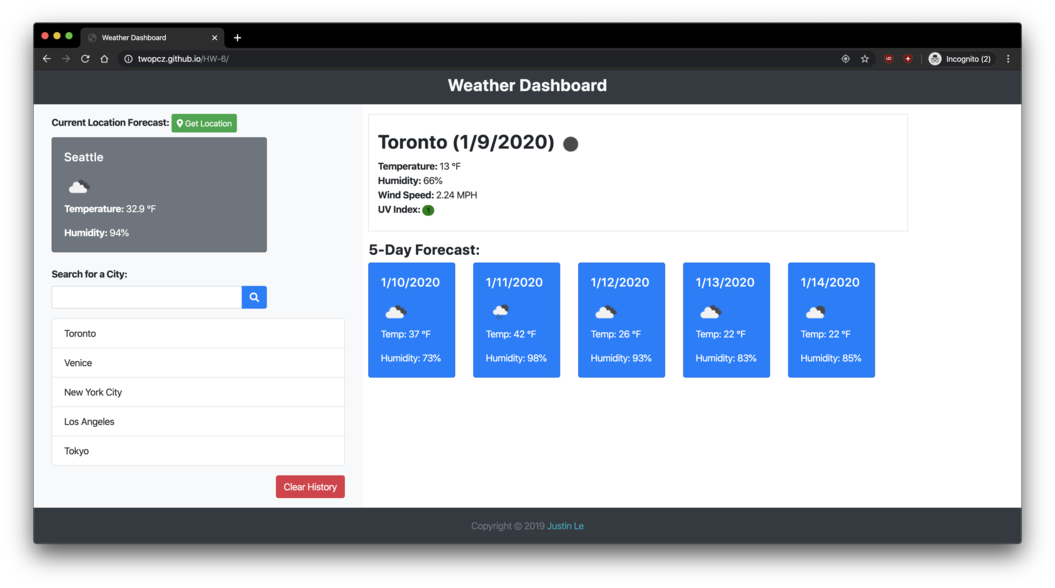 Weather Dashboard
twopcz.github.io/HW-6/
Incognito (2)
Weather Dashboard
Current Location Forecast: Get Location
Seattle
Temperature: 32.9 °F
Humidity: 94%
Search for a City:
Toronto
Venice
New York City
Los Angeles
Tokyo
Clear History
Toronto (1/9/2020)
Temperature: 13 °F
Humidity: 66%
Wind Speed: 2.24 MPH
UV Index: 1
5-Day Forecast:
1/10/2020
Temp: 37 °F
Humidity: 73%
1/11/2020
Temp: 42 °F
Humidity: 98%
1/12/2020
Temp: 26 °F
Humidity: 93%
1/13/2020
Temp: 22 °F
Humidity: 83%
1/14/2020
Temp: 22 °F
Humidity: 85%
Copyright © 2019 Justin Le